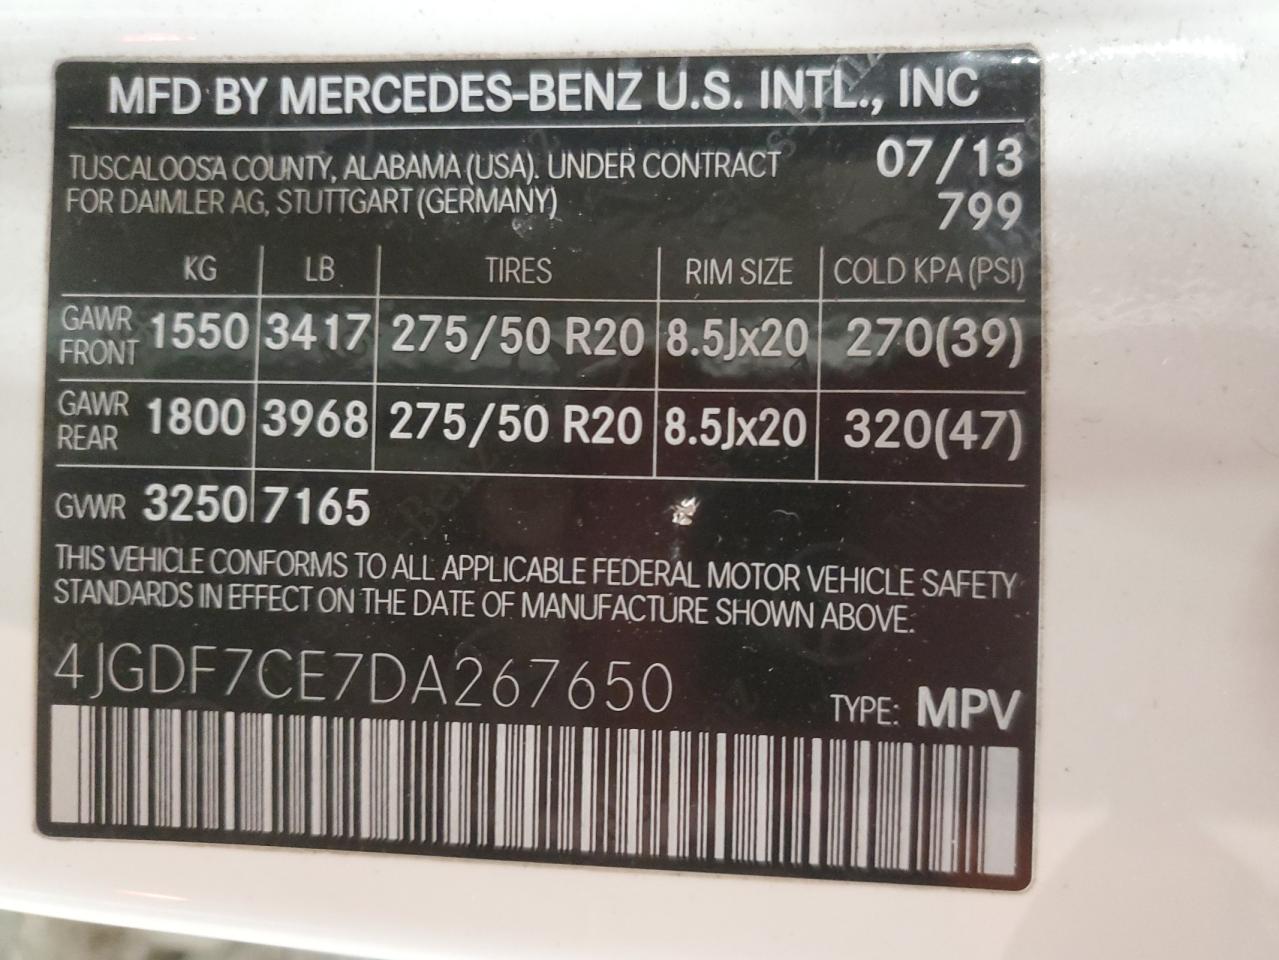 MFD BY MERCEDES-BENZ U.S. INTL., INC
TUSCALOOSA COUNTY, ALABAMA (USA). UNDER CONTRACT 07/13
FOR DAIMLER AG, STUTTGART (GERMANY) 799
KG LB TIRES RIM SIZE COLD KPA (PSI)
GAWR FRONT 1550 3417 275/50 R20 8.5Jx20 270(39)
GAWR REAR 1800 3968 275/50 R20 8.5Jx20 320(47)
GVWR 3250 7165
THIS VEHICLE CONFORMS TO ALL APPLICABLE FEDERAL MOTOR VEHICLE SAFETY
STANDARDS IN EFFECT ON THE DATE OF MANUFACTURE SHOWN ABOVE.
4JGDF7CE7DA267650
TYPE: MPV